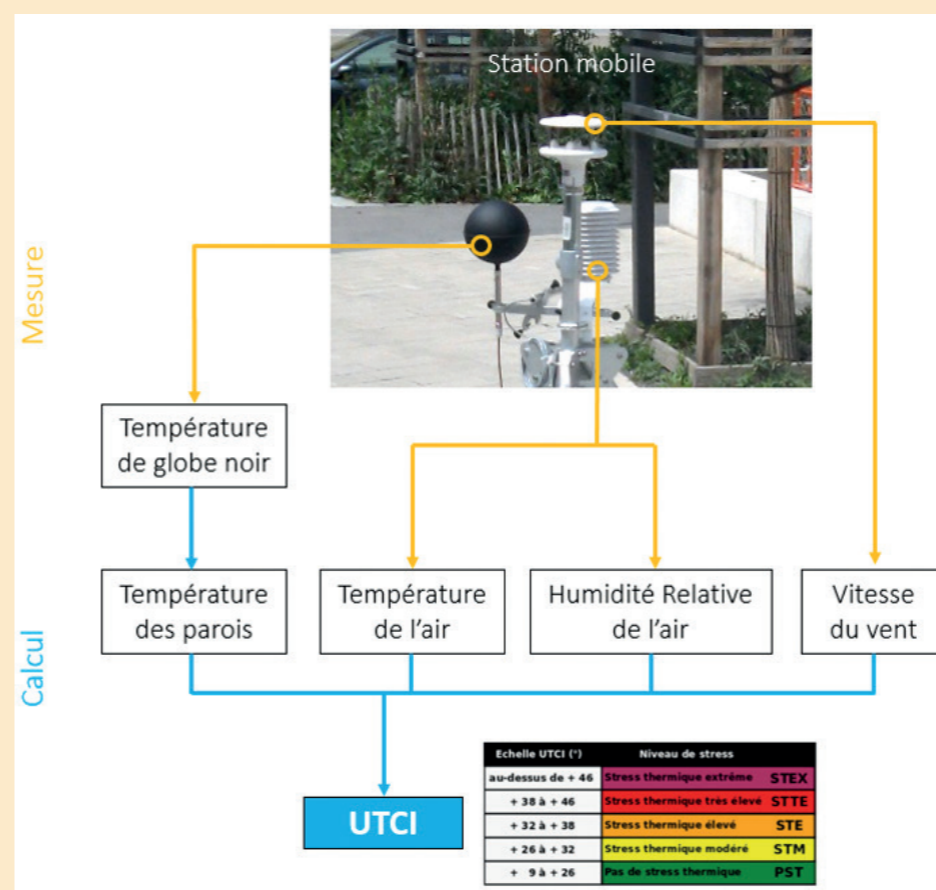 Station mobile
Mesure
Température
de globe noir
Température
des parois
Température
de l'air
Humidité Relative
de l'air
Vitesse
du vent
Calcul
UTCI
Echelle UTCI (°) Niveau de stress
au-dessus de + 46 Stress thermique extrême STEX
+ 38 à + 46 Stress thermique très élevé STTE
+ 32 à + 38 Stress thermique élevé STE
+ 26 à + 32 Stress thermique modéré STM
+ 9 à + 26 Pas de stress thermique PST